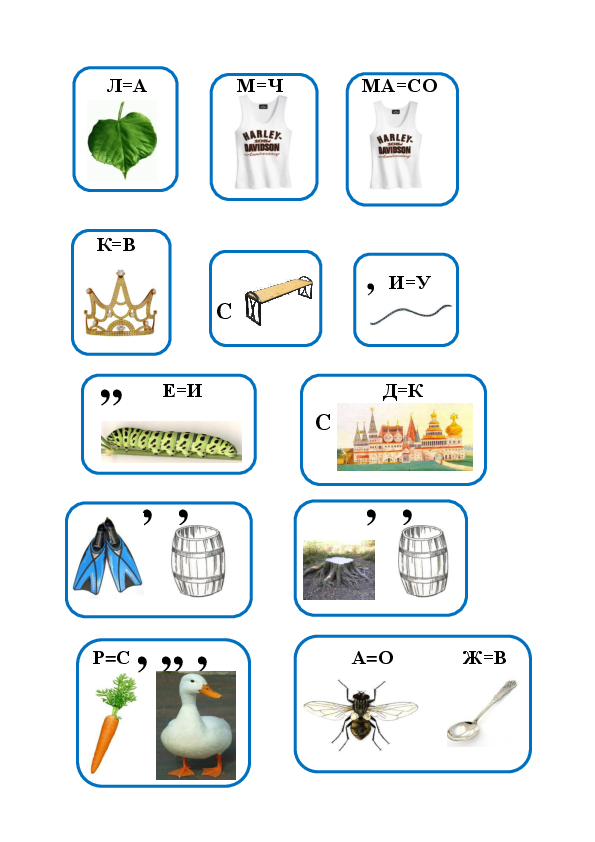 Л=А
М=Ч
HARLEY-
DAVIDSON
МА=СО
HARLEY-
DAVIDSON
К=В
С
, И=У
,, Е=И
Д=К
С
, ,
, ,
Р=С , ,, ,
А=О Ж=В